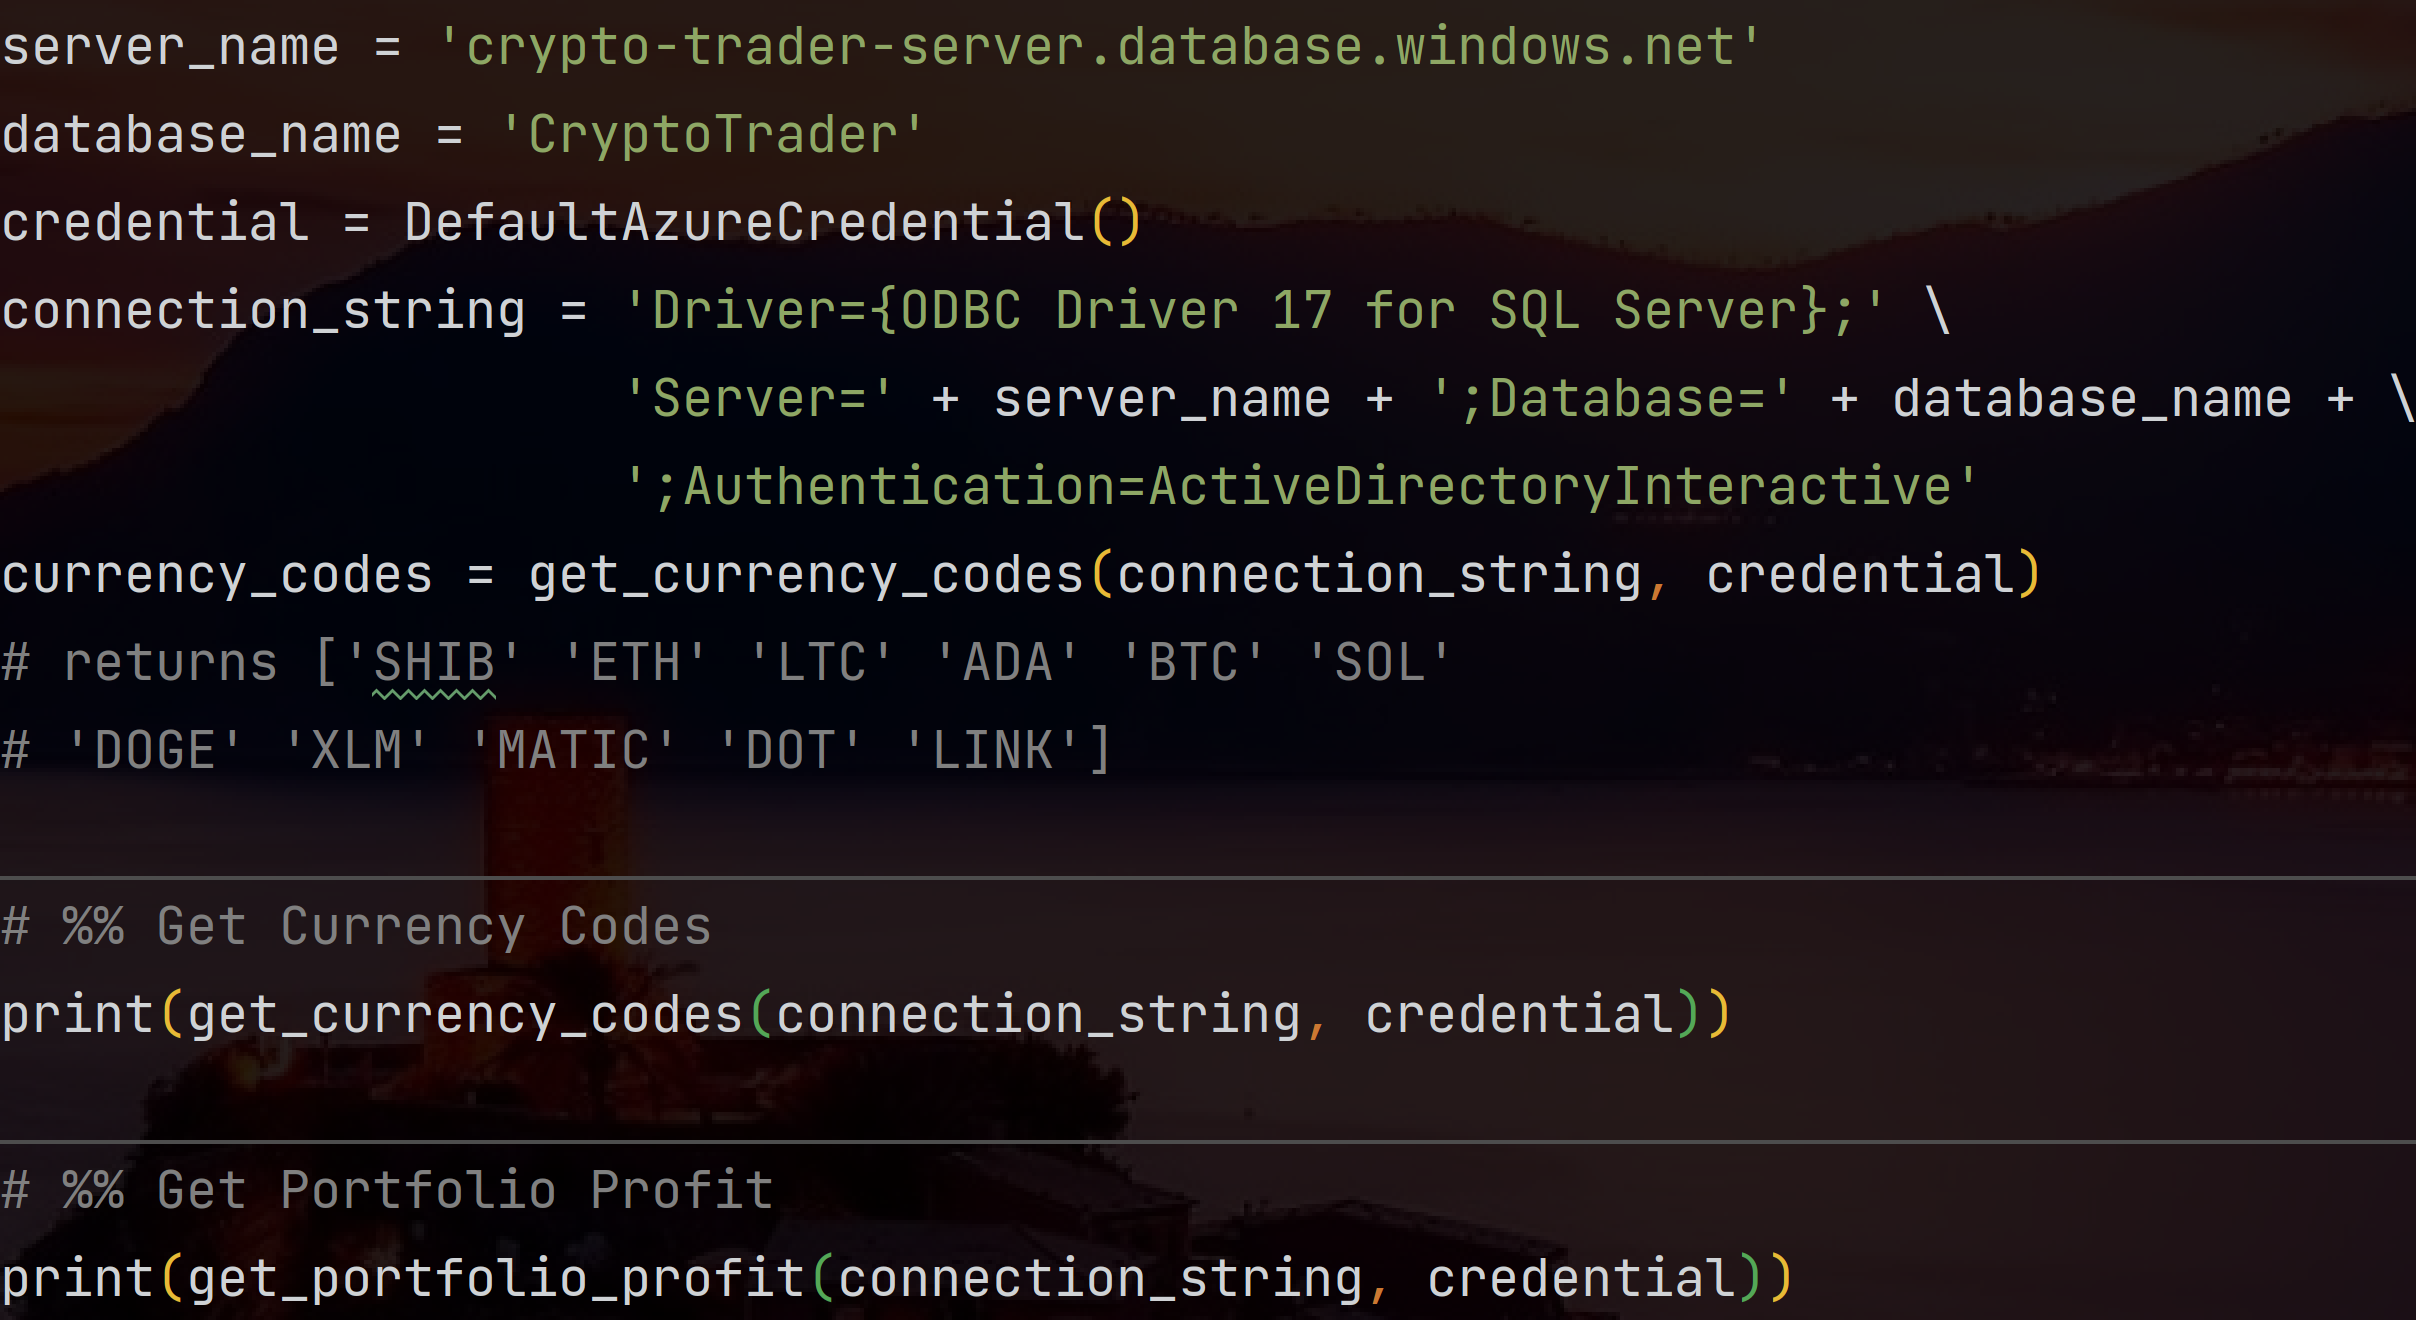 server_name = 'crypto-trader-server.database.windows.net'
database_name = 'CryptoTrader'
credential = DefaultAzureCredential()
connection_string = 'Driver={ODBC Driver 17 for SQL Server};' \
                    'Server=' + server_name + ';Database=' + database_name + \
                    ';Authentication=ActiveDirectoryInteractive'
currency_codes = get_currency_codes(connection_string, credential)
# returns ['SHIB' 'ETH' 'LTC' 'ADA' 'BTC' 'SOL'
# 'DOGE' 'XLM' 'MATIC' 'DOT' 'LINK']
# %% Get Currency Codes
print(get_currency_codes(connection_string, credential))
# %% Get Portfolio Profit
print(get_portfolio_profit(connection_string, credential))